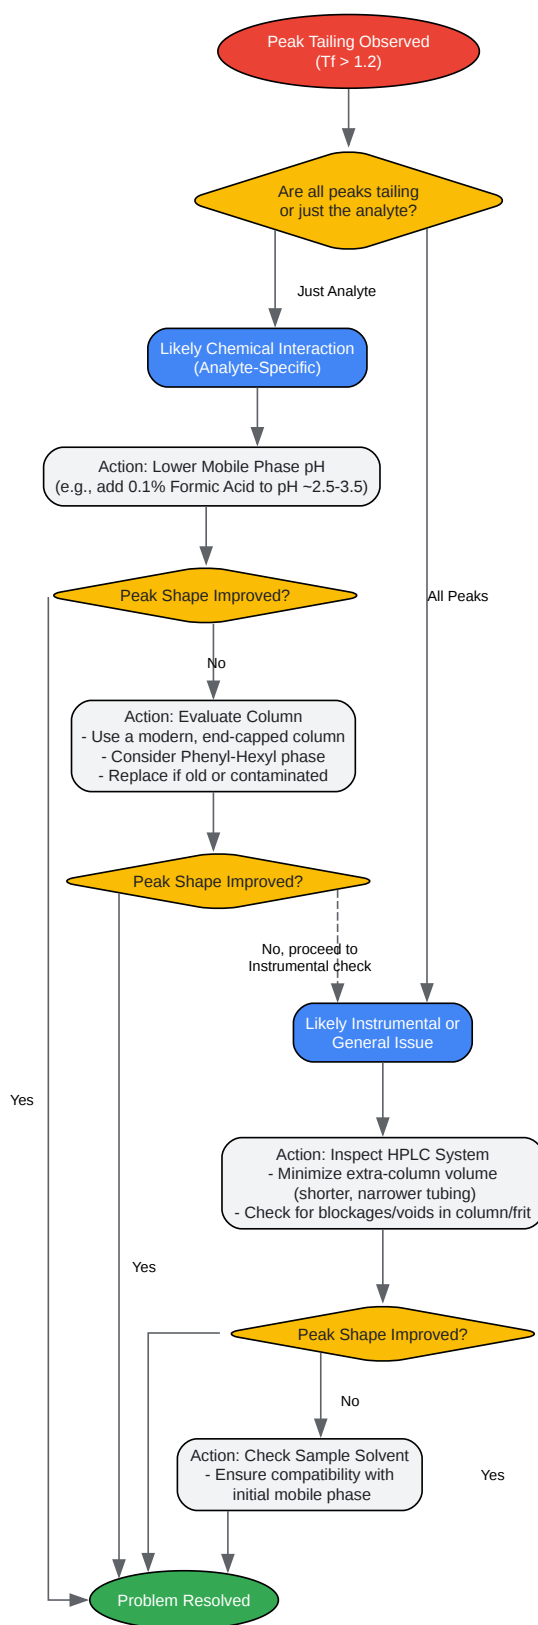 Peak Tailing Observed
(Tf > 1.2)
Are all peaks tailing
or just the analyte?
Just Analyte
Likely Chemical Interaction
(Analyte-Specific)
Action: Lower Mobile Phase pH
(e.g., add 0.1% Formic Acid to pH ~2.5-3.5)
Peak Shape Improved?
All Peaks
No
Action: Evaluate Column
- Use a modern, end-capped column
- Consider Phenyl-Hexyl phase
- Replace if old or contaminated
Peak Shape Improved?
No, proceed to
Instrumental check
Likely Instrumental or
General Issue
Yes
Action: Inspect HPLC System
- Minimize extra-column volume
(shorter, narrower tubing)
- Check for blockages/voids in column/frit
Yes
Peak Shape Improved?
No
Action: Check Sample Solvent
- Ensure compatibility with
initial mobile phase
Yes
Problem Resolved